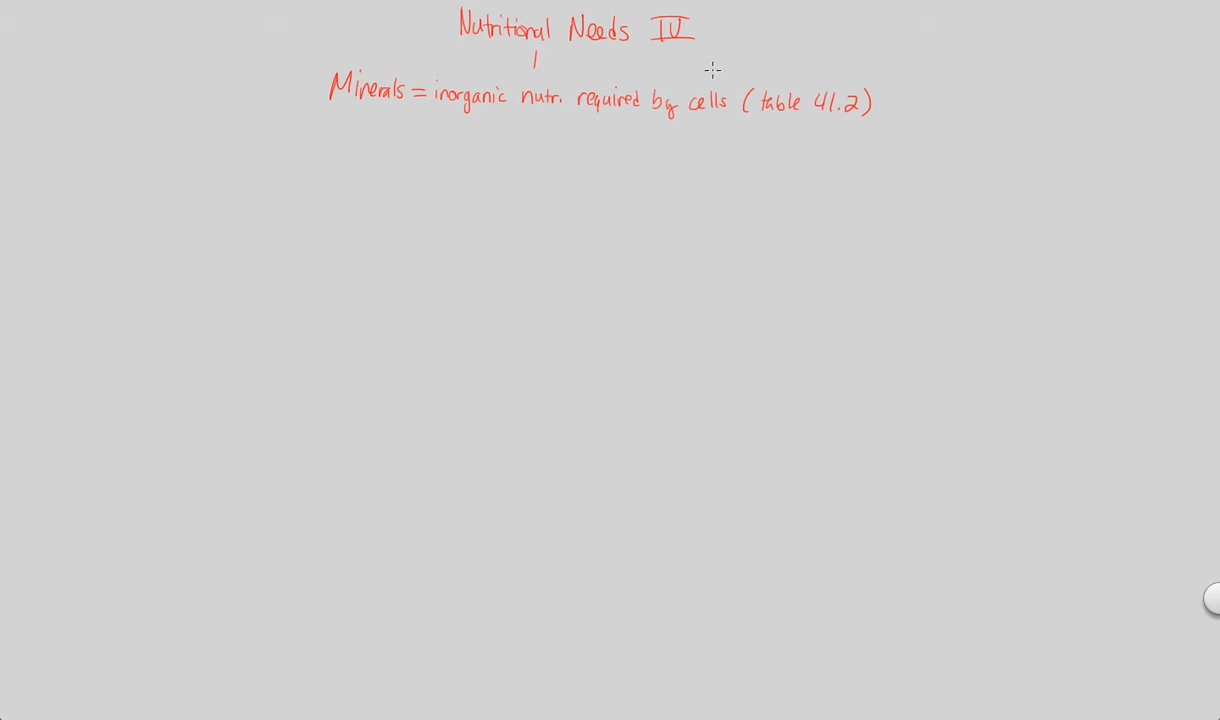 Nutritional Needs IV
Minerals = inorganic nutr. required by cells (table 41.2)